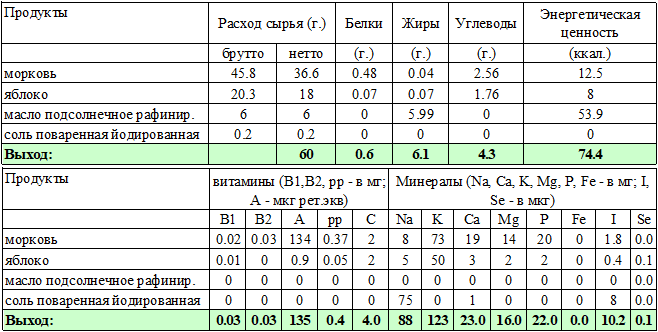 Продукты Расход сырья (г.) Белки Жиры Углеводы Энергетическая ценность
брутто нетто (г.) (г.) (г.) (ккал.)
морковь 45.8 36.6 0.48 0.04 2.56 12.5
яблоко 20.3 18 0.07 0.07 1.76 8
масло подсолнечное рафинир. 6 6 0 5.99 0 53.9
соль поваренная йодированная 0.2 0.2 0 0 0 0
Выход: 60 0.6 6.1 4.3 74.4
Продукты витамины (B1,B2, pp - в мг; A - мкг рет.экв) Минералы (Na, Ca, K, Mg, P, Fe - в мг; I, Se - в мкг)
B1 B2 A pp C Na K Ca Mg P Fe I Se
морковь 0.02 0.03 134 0.37 2 8 73 19 14 20 0 1.8 0.0
яблоко 0.01 0 0.9 0.05 2 5 50 3 2 2 0 0.4 0.1
масло подсолнечное рафинир. 0 0 0 0 0 0 0 0 0 0 0 0 0.0
соль поваренная йодированная 0 0 0 0 0 75 0 1 0 0 0 8 0.0
Выход: 0.03 0.03 135 0.4 4.0 88 123 23.0 16.0 22.0 0.0 10.2 0.1